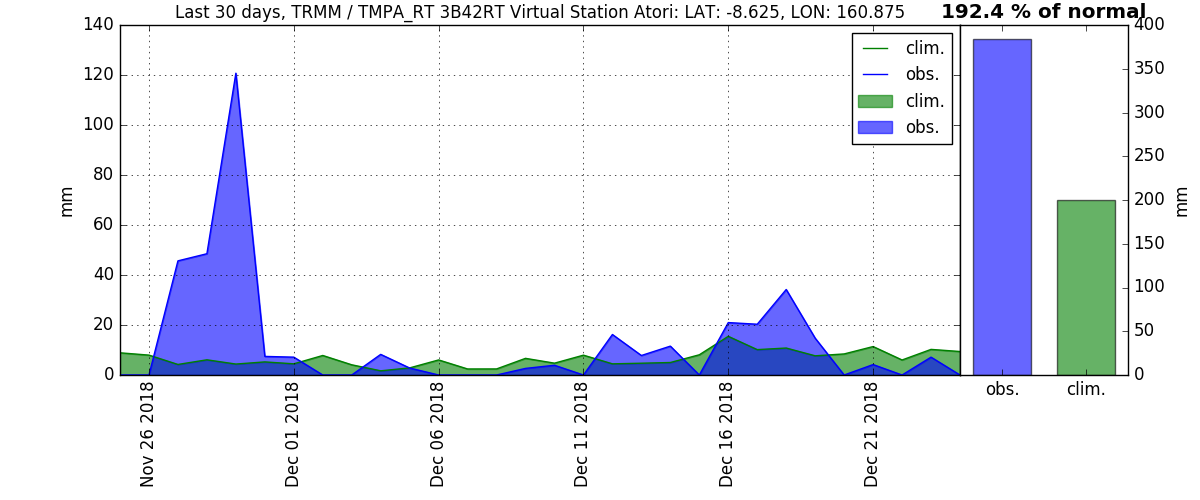 Last 30 days, TRMM / TMPA_RT 3B42RT Virtual Station Atori: LAT: -8.625, LON: 160.875
192.4 % of normal
140
120
100
80
60
40
20
0
mm
clim.
obs.
clim.
obs.
Nov 26 2018
Dec 01 2018
Dec 06 2018
Dec 11 2018
Dec 16 2018
Dec 21 2018
400
350
300
250
200
150
100
50
0
mm
obs.
clim.